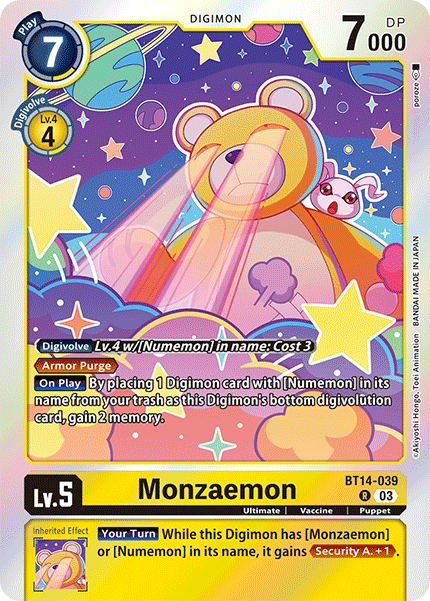 DIGIMON
Play
7
7000 DP
Digivolve
Lv.4
4
poroze
©Akiyoshi Hongo, Toei Animation BANDAI MADE IN JAPAN
Digivolve Lv.4 w/[Numemon] in name: Cost 3
Armor Purge
On Play By placing 1 Digimon card with [Numemon] in its
name from your trash as this Digimon's bottom digivolution
card, gain 2 memory.
BT14-039
Lv.5 Monzaemon R 03
Ultimate | Vaccine | Puppet
Inherited Effect
Your Turn While this Digimon has [Monzaemon]
or [Numemon] in its name, it gains Security A. +1.